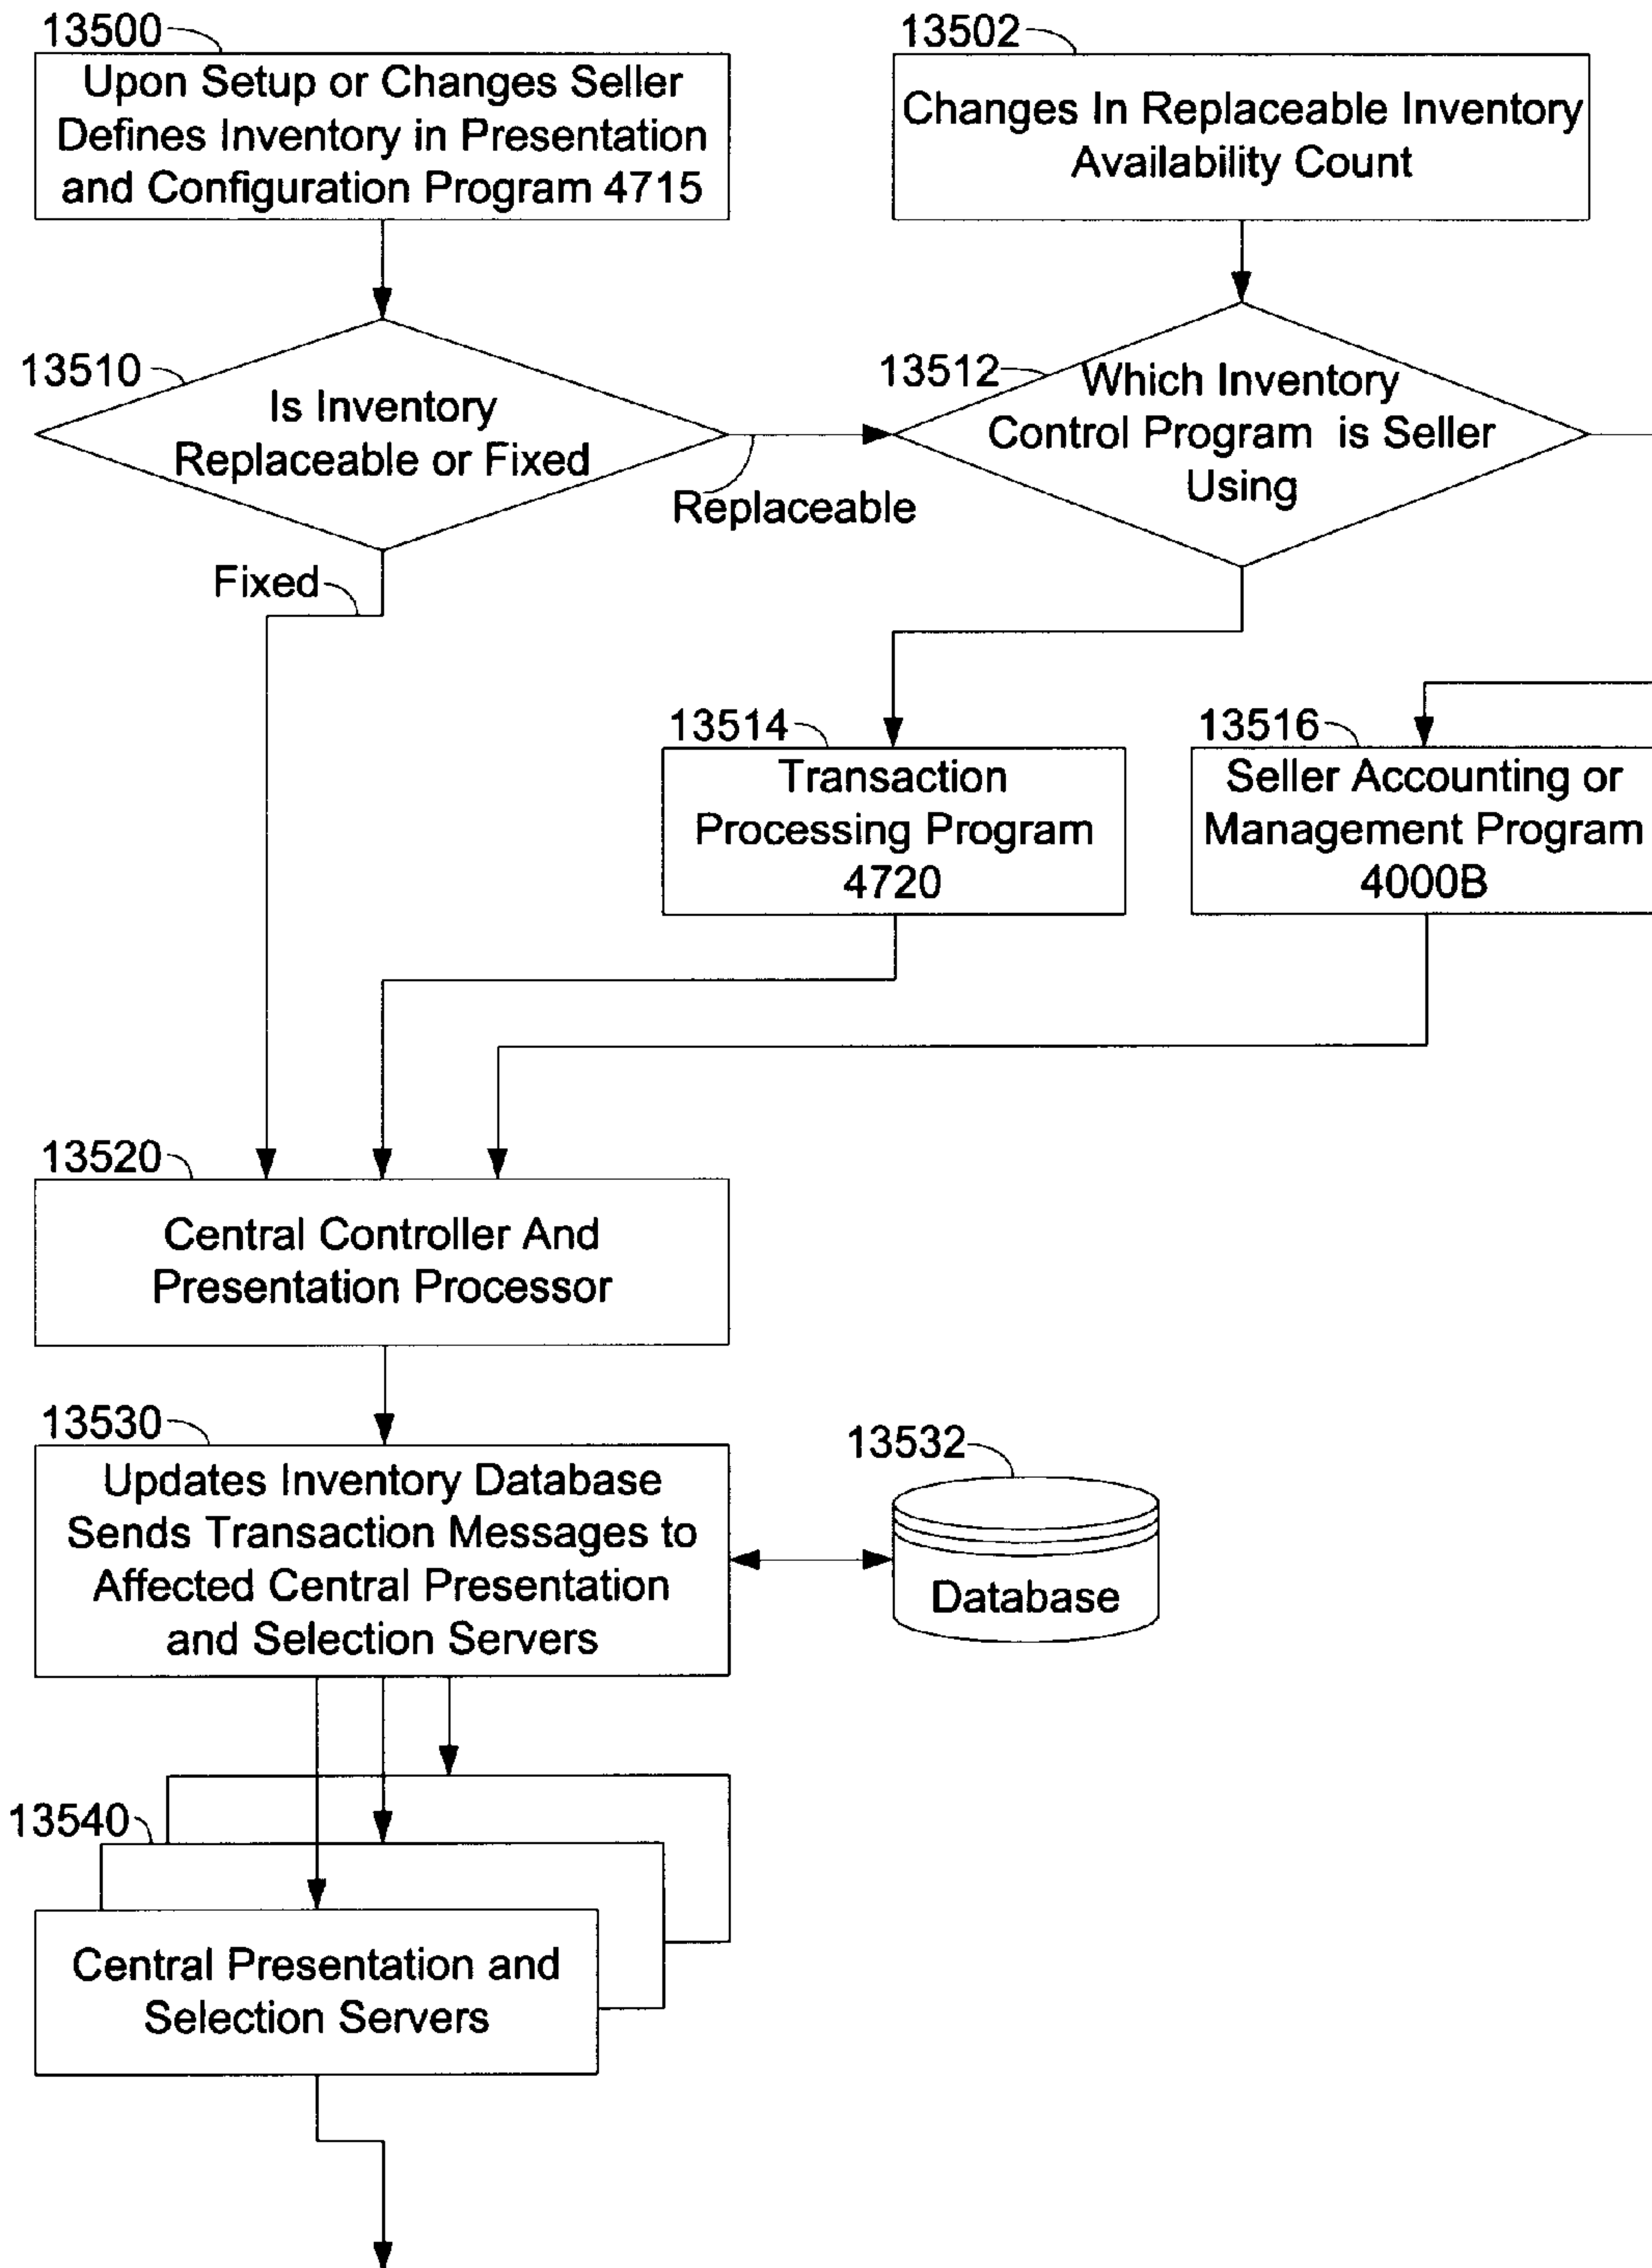 13500
Upon Setup or Changes Seller
Defines Inventory in Presentation
and Configuration Program 4715
13502
Changes In Replaceable Inventory
Availability Count
13510
Is Inventory
Replaceable or Fixed
Replaceable
Fixed
13512
Which Inventory
Control Program is Seller
Using
13514
Transaction
Processing Program
4720
13516
Seller Accounting or
Management Program
4000B
13520
Central Controller And
Presentation Processor
13530
Updates Inventory Database
Sends Transaction Messages to
Affected Central Presentation
and Selection Servers
13532
Database
13540
Central Presentation and
Selection Servers